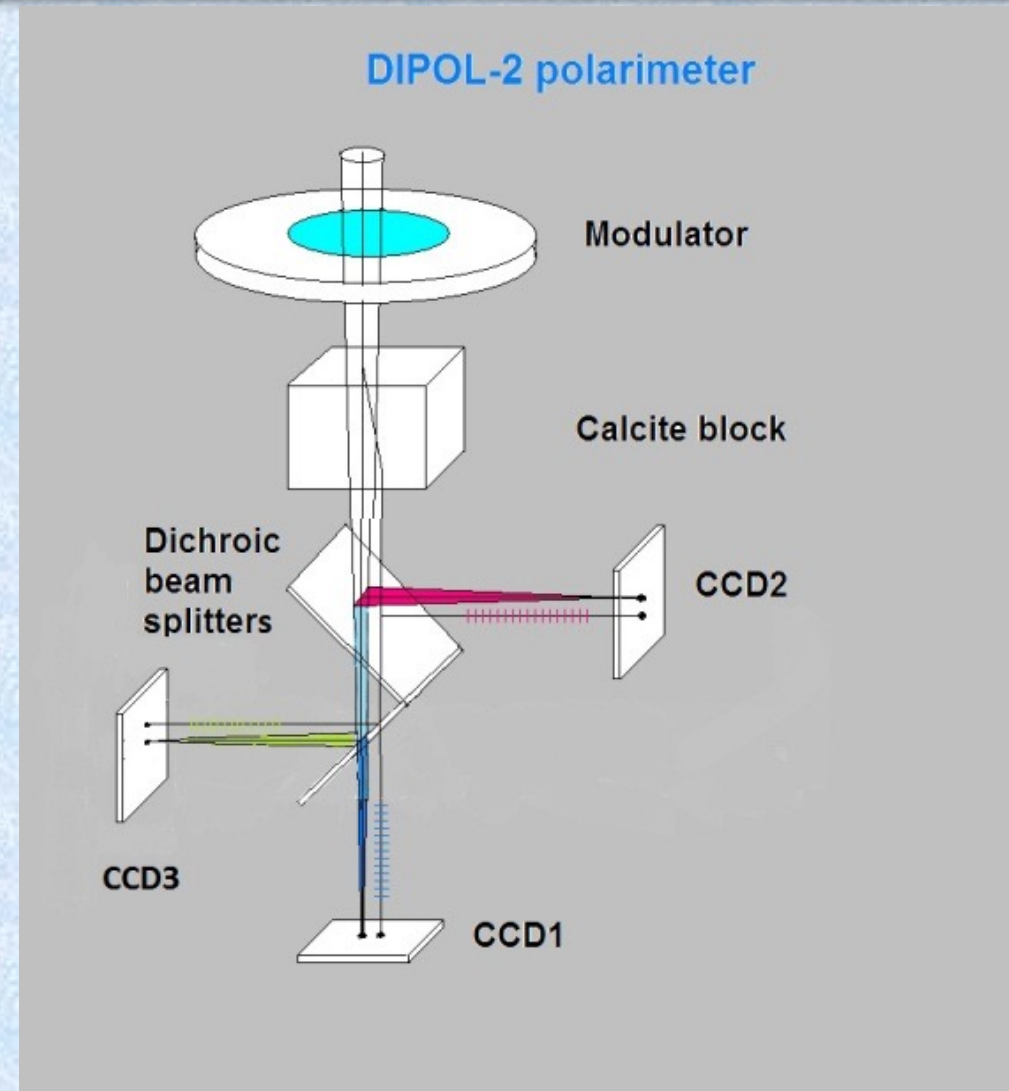 DIPOL-2 polarimeter
Modulator
Calcite block
Dichroic
beam
splitters
CCD2
CCD3
CCD1